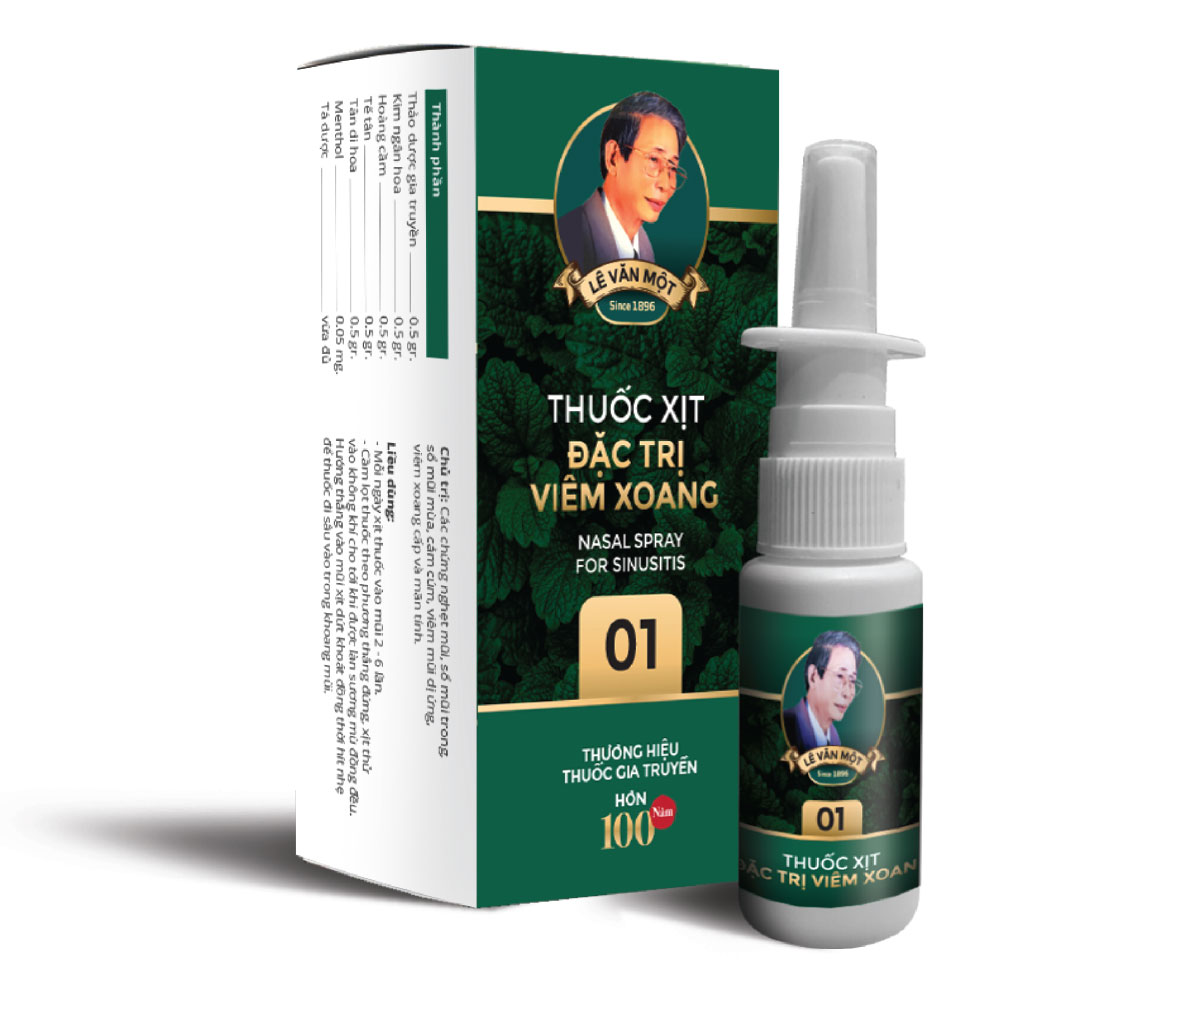 Thành phần
Thảo dược gia truyền 0.5 gr.
Kim ngân hoa 0.5 gr.
Hoàng cầm 0.5 gr.
Tế tân 0.5 gr.
Tân di hoa 0.5 gr.
Menthol 0.05 mg.
Tá dược vừa đủ
Chủ trị: Các chứng nghẹt mũi, sổ mũi trong,
sổ mũi mùa, cảm cúm, viêm mũi dị ứng,
viêm xoang cấp và mãn tính.
Liều dùng:
- Mỗi ngày xịt thuốc vào mũi 2 - 6 lần.
- Cầm lọt thuốc theo phương thẳng đứng, xịt thử
vào không khí cho tới khi được làn sương mù đồng đều.
Hướng thẳng vào mũi xịt dứt khoát đồng thời hít nhẹ
để thuốc đi sâu vào trong khoang mũi.
LÊ VĂN MỘT
Since 1896
THUỐC XỊT
ĐẶC TRỊ
VIÊM XOANG
NASAL SPRAY
FOR SINUSITIS
01
THƯƠNG HIỆU
THUỐC GIA TRUYỀN
HƠN
100 Năm
LÊ VĂN MỘT
Since 1896
01
THUỐC XỊT
ĐẶC TRỊ VIÊM XOAN